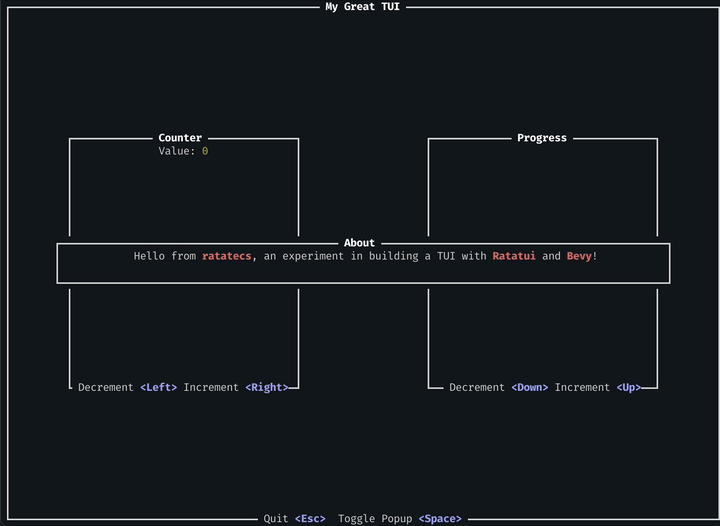 My Great TUI
Counter
Value: 0
Progress
About
Hello from ratatecs, an experiment in building a TUI with Ratatui and Bevy!
Decrement <Left> Increment <Right>
Decrement <Down> Increment <Up>
Quit <Esc> Toggle Popup <Space>